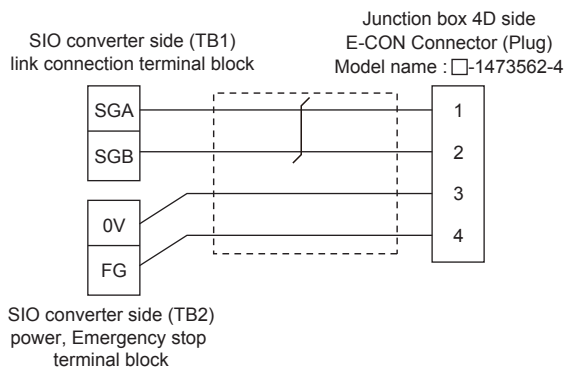 Junction box 4D side
E-CON Connector (Plug)
Model name : □-1473562-4
SIO converter side (TB1)
link connection terminal block
SGA
SGB
0V
FG
1
2
3
4
SIO converter side (TB2)
power, Emergency stop
terminal block